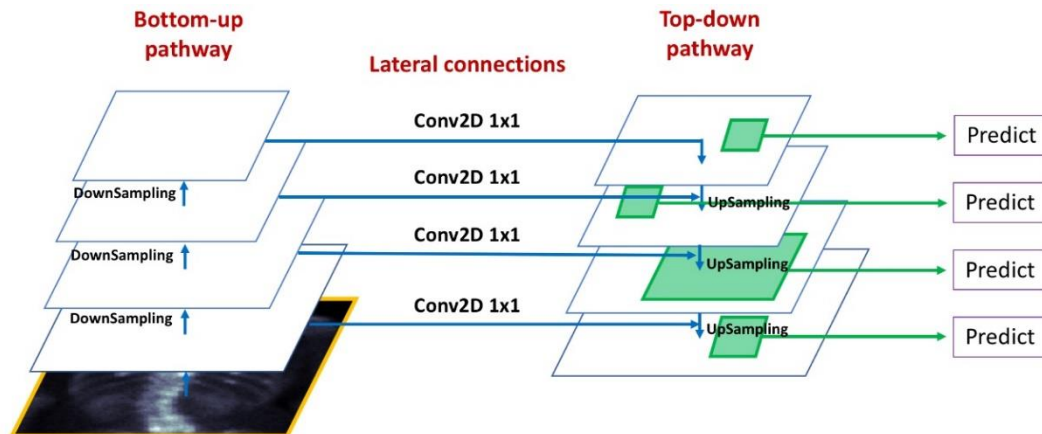 Bottom-up
pathway
Top-down
pathway
Lateral connections
Conv2D 1x1
Predict
DownSampling
Conv2D 1x1
UpSampling
Predict
DownSampling
Conv2D 1x1
UpSampling
Predict
DownSampling
Conv2D 1x1
UpSampling
Predict